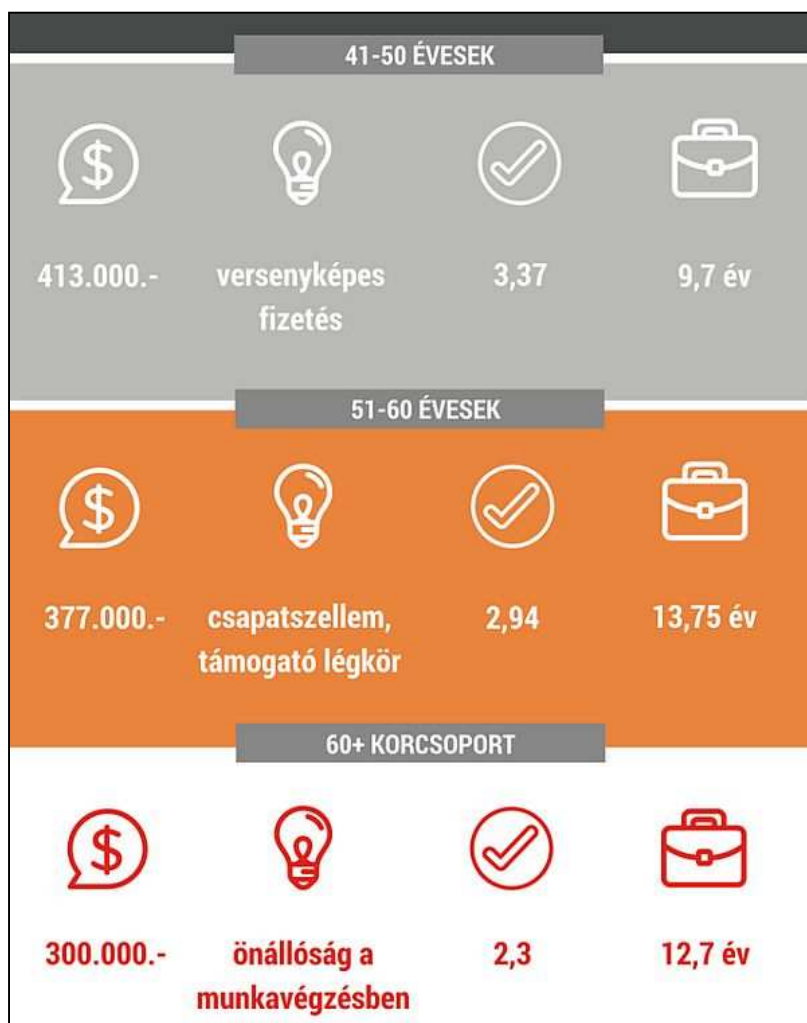 41-50 ÉVESEK
$
413.000.-
versenyképes
fizetés
3,37
9,7 év
51-60 ÉVESEK
$
377.000.-
csapatszellem,
támogató légkör
2,94
13,75 év
60+ KORCSOPORT
$
300.000.-
önállóság a
munkavégzésben
2,3
12,7 év